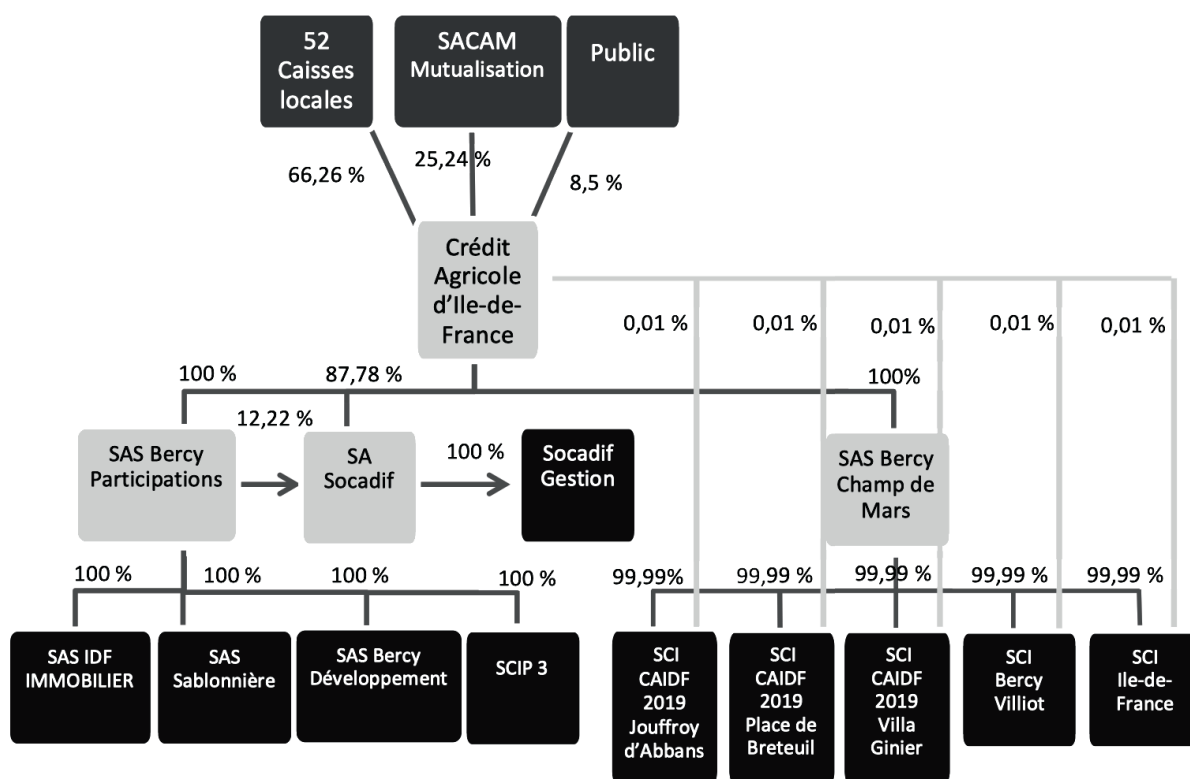 52
Caisses
locales
SACAM
Mutualisation
Public
66,26 %
25,24 %
8,5 %
Crédit
Agricole
d'Ile-de-
France
0,01 %
0,01 %
0,01 %
0,01 %
0,01 %
100 %
87,78 %
100%
12,22 %
SAS Bercy
Participations
SA
Socadif
100 %
Socadif
Gestion
SAS Bercy
Champ de
Mars
100 %
100 %
100 %
100 %
99,99%
99,99 %
99,99 %
99,99 %
99,99 %
SAS IDF
IMMOBILIER
SAS
Sablonnière
SAS Bercy
Développement
SCIP 3
SCI
CAIDF
2019
Jouffroy
d'Abbans
SCI
CAIDF
2019
Place de
Breteuil
SCI
CAIDF
2019
Villa
Ginier
SCI
Bercy
Villiot
SCI
Ile-de-
France